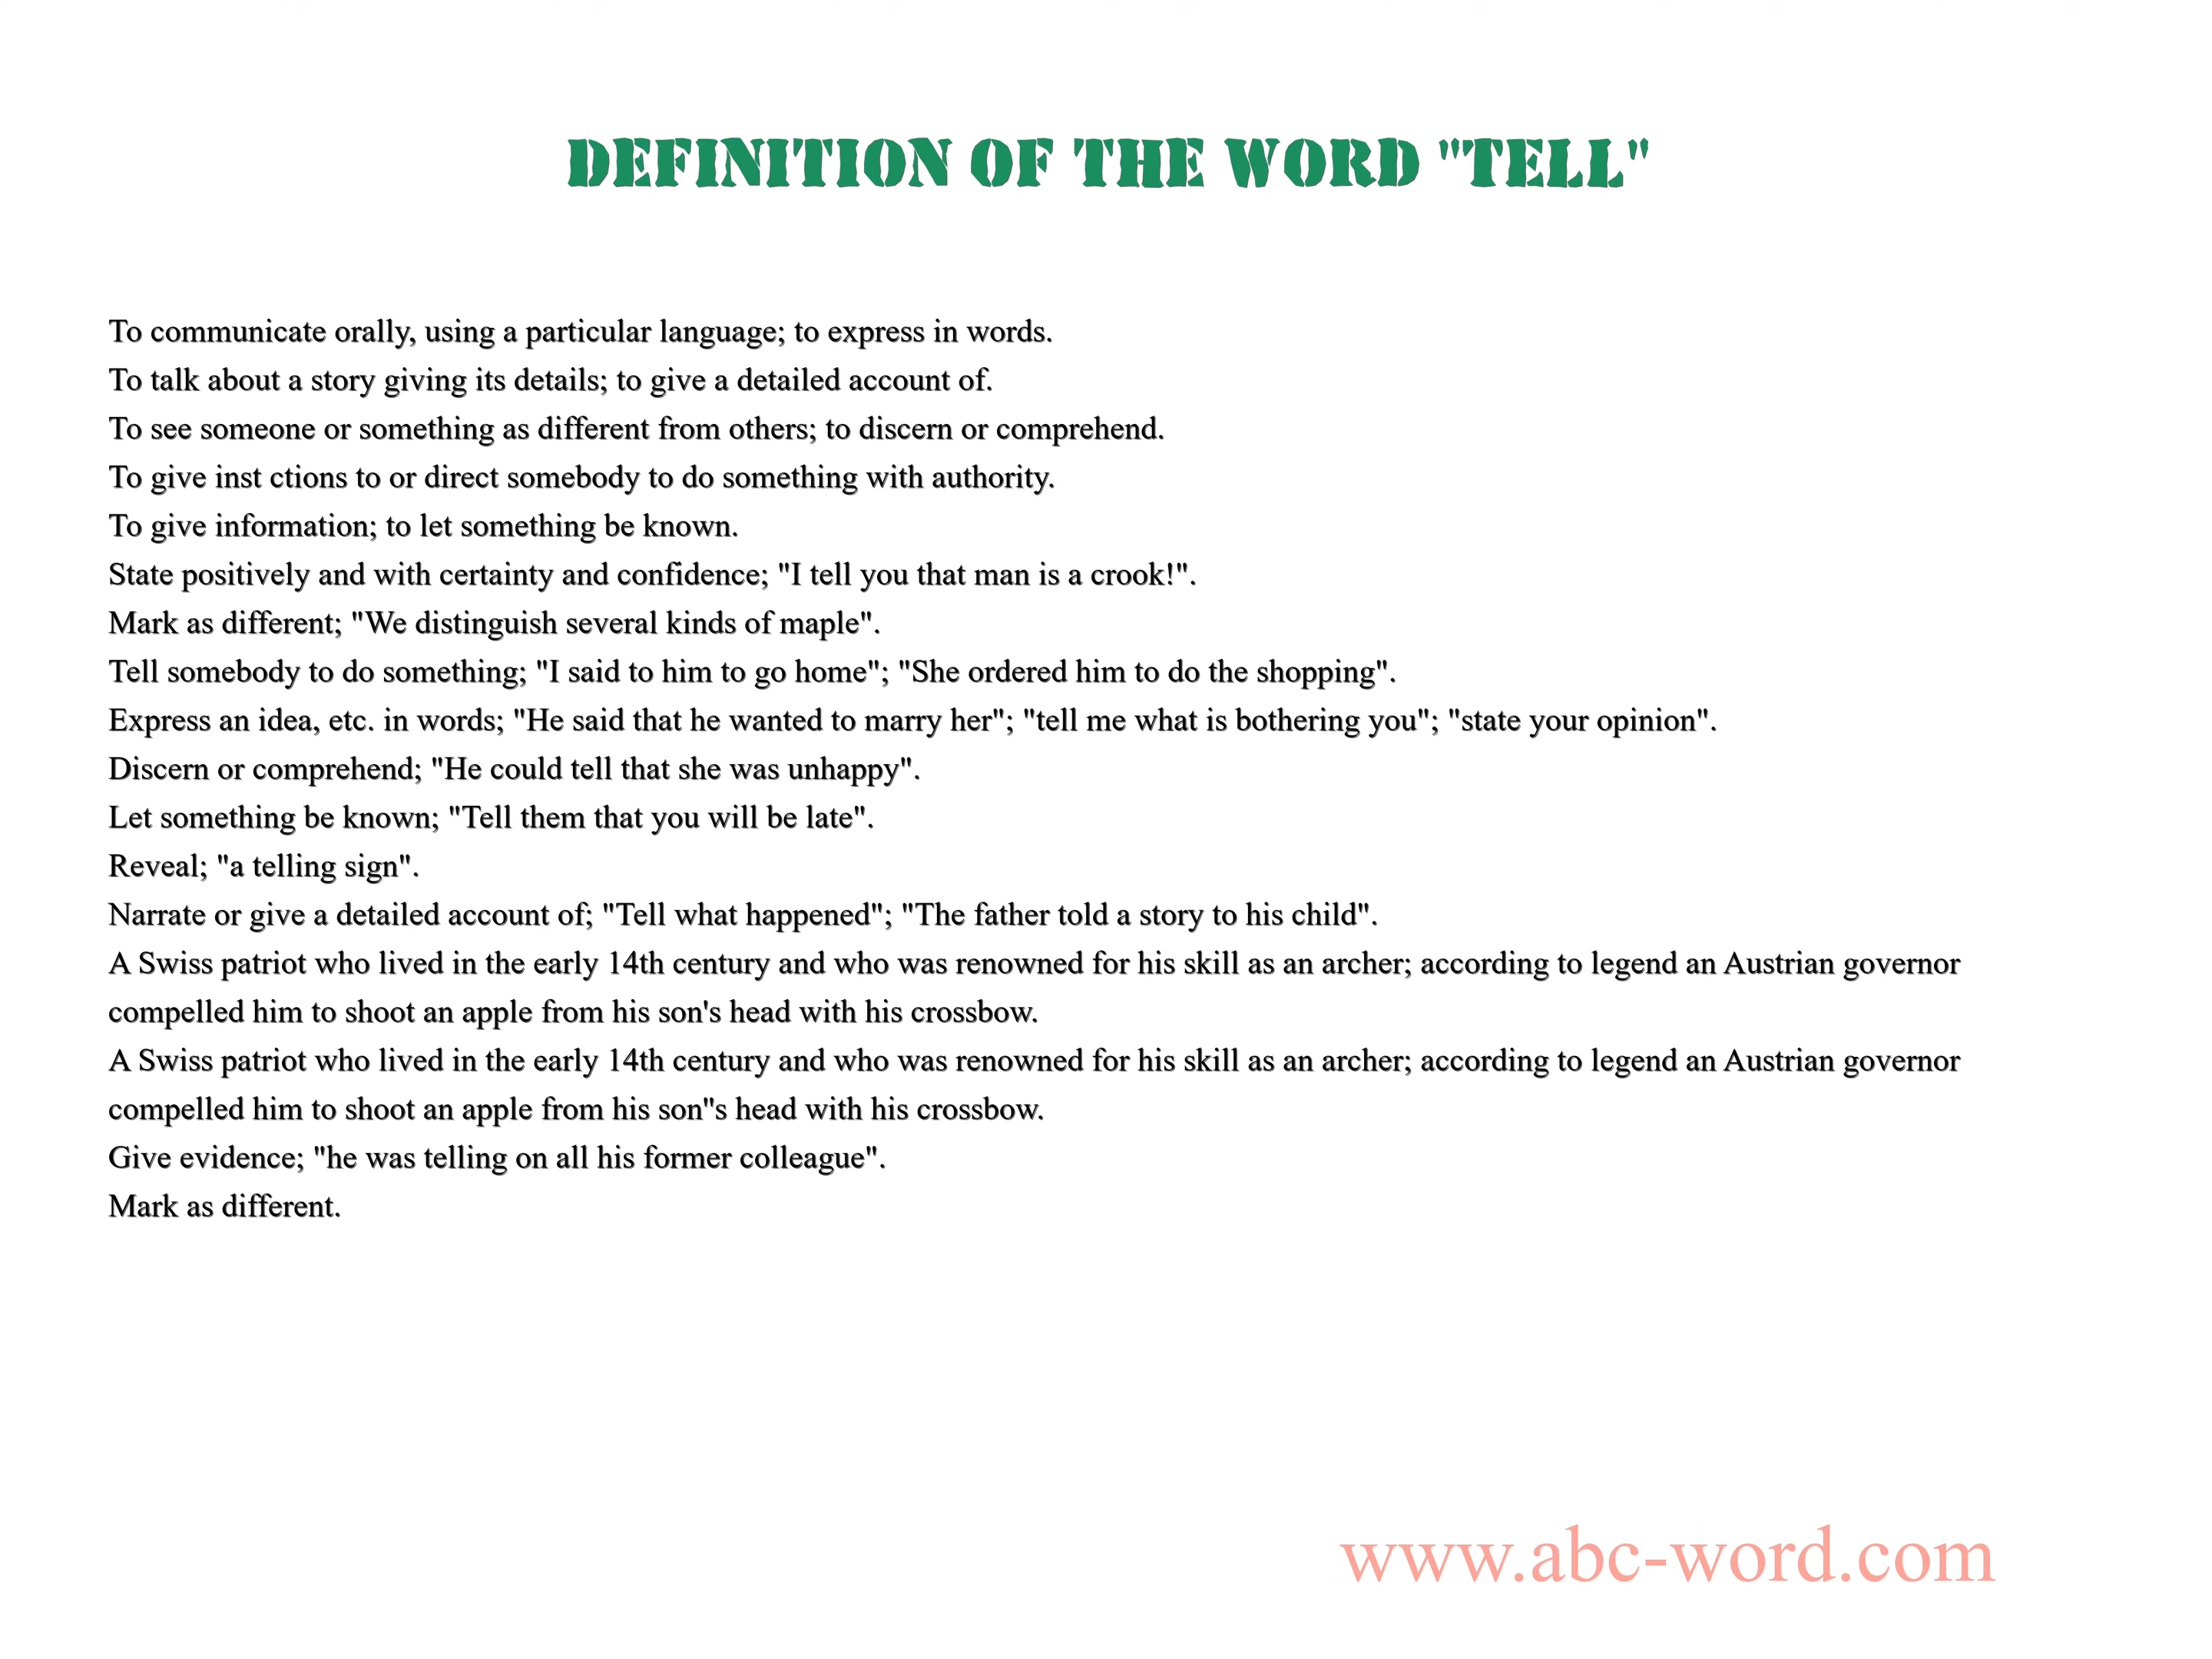 DEFINITION OF THE WORD "TELL"
To communicate orally, using a particular language; to express in words.
To talk about a story giving its details; to give a detailed account of.
To see someone or something as different from others; to discern or comprehend.
To give inst ctions to or direct somebody to do something with authority.
To give information; to let something be known.
State positively and with certainty and confidence; "I tell you that man is a crook!".
Mark as different; "We distinguish several kinds of maple".
Tell somebody to do something; "I said to him to go home"; "She ordered him to do the shopping".
Express an idea, etc. in words; "He said that he wanted to marry her"; "tell me what is bothering you"; "state your opinion".
Discern or comprehend; "He could tell that she was unhappy".
Let something be known; "Tell them that you will be late".
Reveal; "a telling sign".
Narrate or give a detailed account of; "Tell what happened"; "The father told a story to his child".
A Swiss patriot who lived in the early 14th century and who was renowned for his skill as an archer; according to legend an Austrian governor
compelled him to shoot an apple from his son's head with his crossbow.
A Swiss patriot who lived in the early 14th century and who was renowned for his skill as an archer; according to legend an Austrian governor
compelled him to shoot an apple from his son"s head with his crossbow.
Give evidence; "he was telling on all his former colleague".
Mark as different.
www.abc-word.com